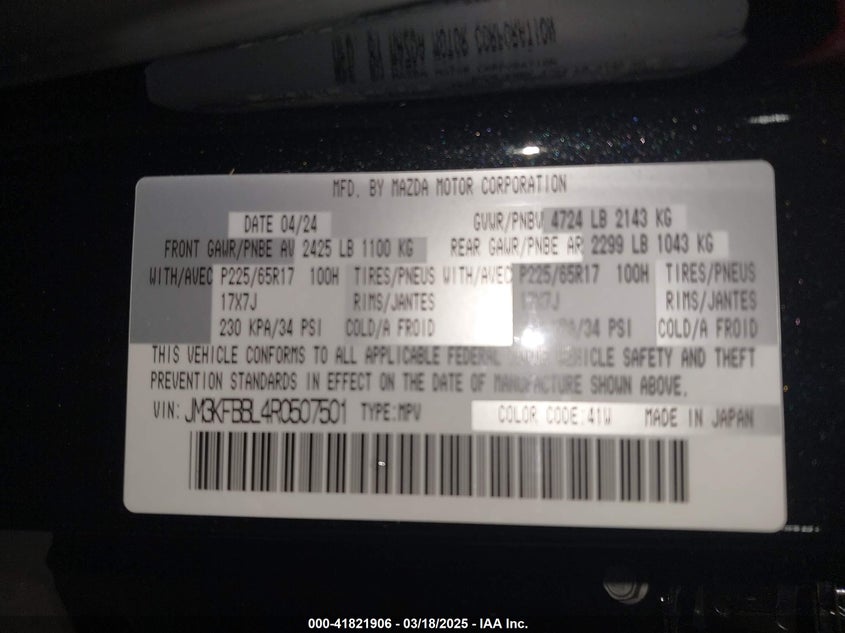 MFD. BY MAZDA MOTOR CORPORATION
DATE 04/24 GVWR/PNBV 4724 LB 2143 KG
FRONT GAWR/PNBE AV 2425 LB 1100 KG REAR GAWR/PNBE AR 2299 LB 1043 KG
WITH/AVEC P225/65R17 100H TIRES/PNEUS WITH/AVEC P225/65R17 100H TIRES/PNEUS
17X7J RIMS/JANTES 17X7J RIMS/JANTES
230 KPA/34 PSI COLD/A FROID KPA/34 PSI COLD/A FROID
THIS VEHICLE CONFORMS TO ALL APPLICABLE FEDERAL VEHICLE SAFETY AND THEFT
PREVENTION STANDARDS IN EFFECT ON THE DATE OF MANUFACTURE SHOWN ABOVE.
VIN: JM3KFBBL4R0507501 TYPE:MPV COLOR CODE:41W MADE IN JAPAN
000-41821906 - 03/18/2025 - IAA Inc.